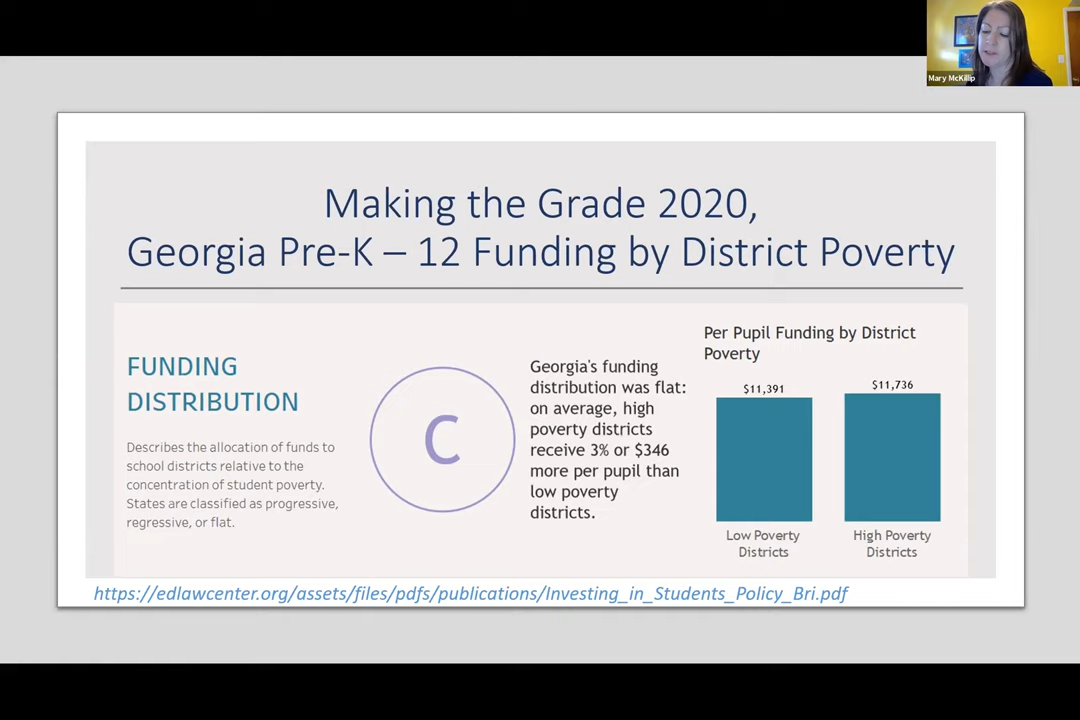 Mary McKillip
Making the Grade 2020,
Georgia Pre-K – 12 Funding by District Poverty
FUNDING
DISTRIBUTION
Describes the allocation of funds to
school districts relative to the
concentration of student poverty.
States are classified as progressive,
regressive, or flat.
C
Georgia's funding
distribution was flat:
on average, high
poverty districts
receive 3% or $346
more per pupil than
low poverty
districts.
Per Pupil Funding by District
Poverty
$11,391
$11,736
Low Poverty
Districts
High Poverty
Districts
https://edlawcenter.org/assets/files/pdfs/publications/Investing_in_Students_Policy_Bri.pdf